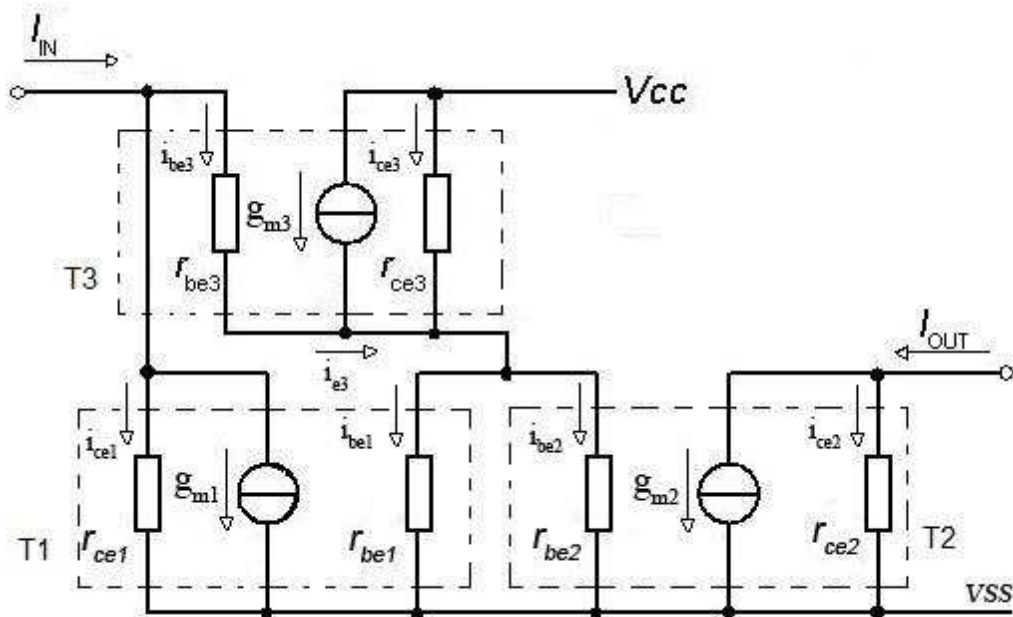 I_IN
Vcc
i_be3
i_ce3
g_m3
r_be3
r_ce3
T3
i_e3
I_OUT
i_ce1
i_be1
i_be2
i_ce2
g_m1
g_m2
T1
r_ce1
r_be1
r_be2
r_ce2
T2
VSS